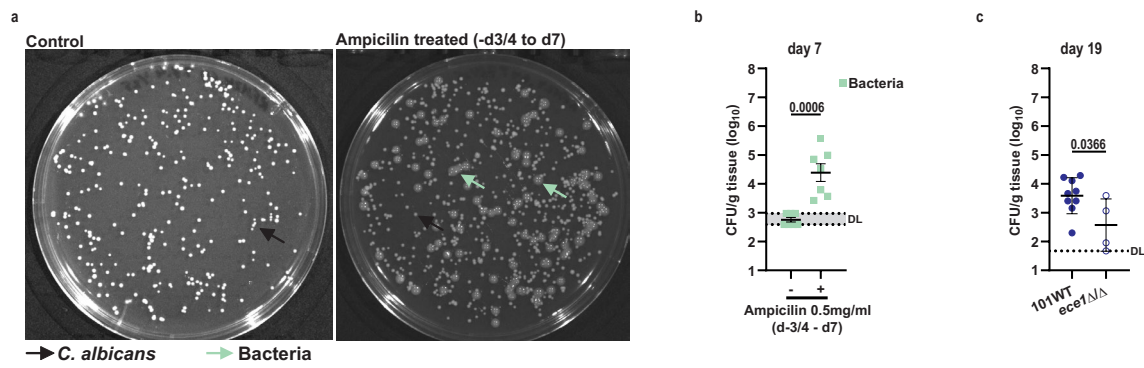 a
Control
Ampicilin treated (-d3/4 to d7)
C. albicans
Bacteria
b
day 7
8
7
6
5
4
3
2
1
CFU/g tissue (log10)
Bacteria
0.0006
DL
- +
Ampicilin 0.5mg/ml
(d-3/4 - d7)
c
day 19
8
7
6
5
4
3
2
1
CFU/g tissue (log10)
0.0366
DL
101WT
ece1Δ/Δ